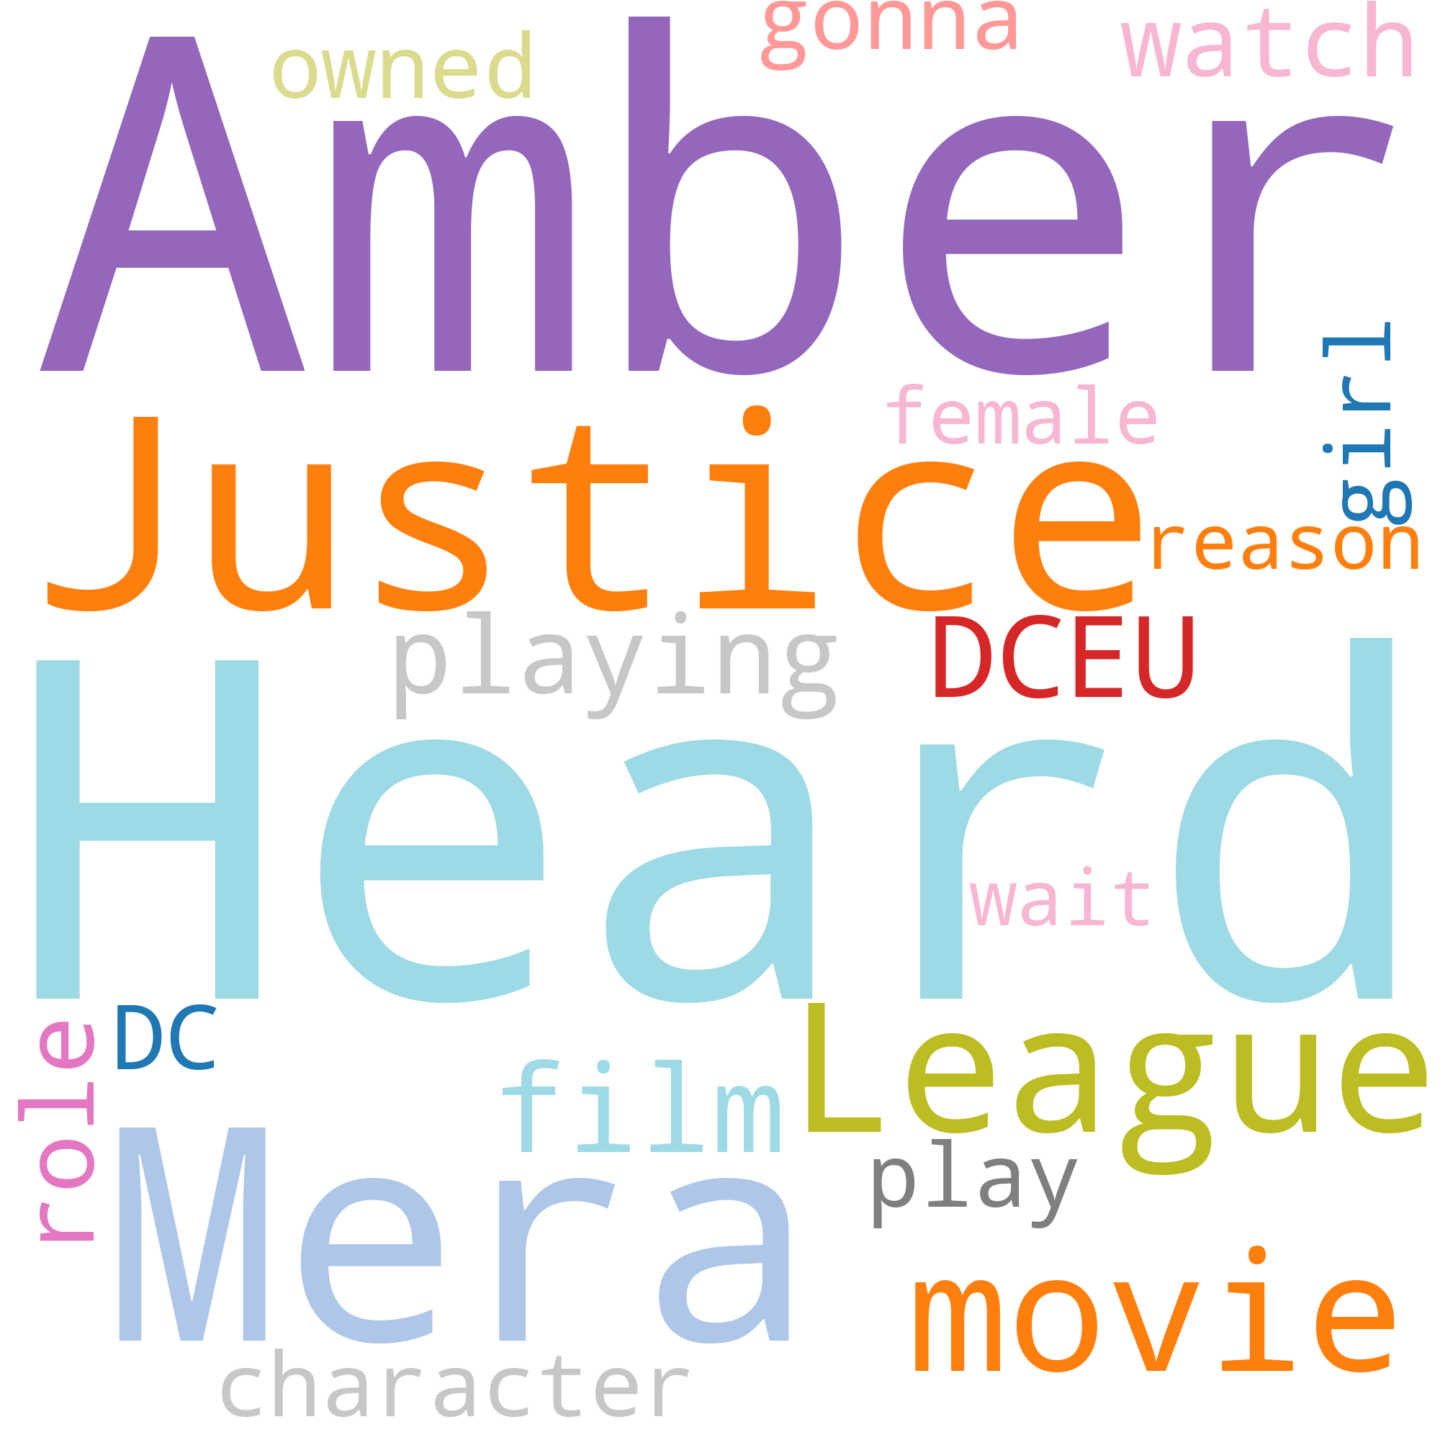 gonna
watch
owned
Amber
girl
female
Justice
reason
playing
DCEU
Heard
wait
role
DC
League
film
play
Mera
movie
character